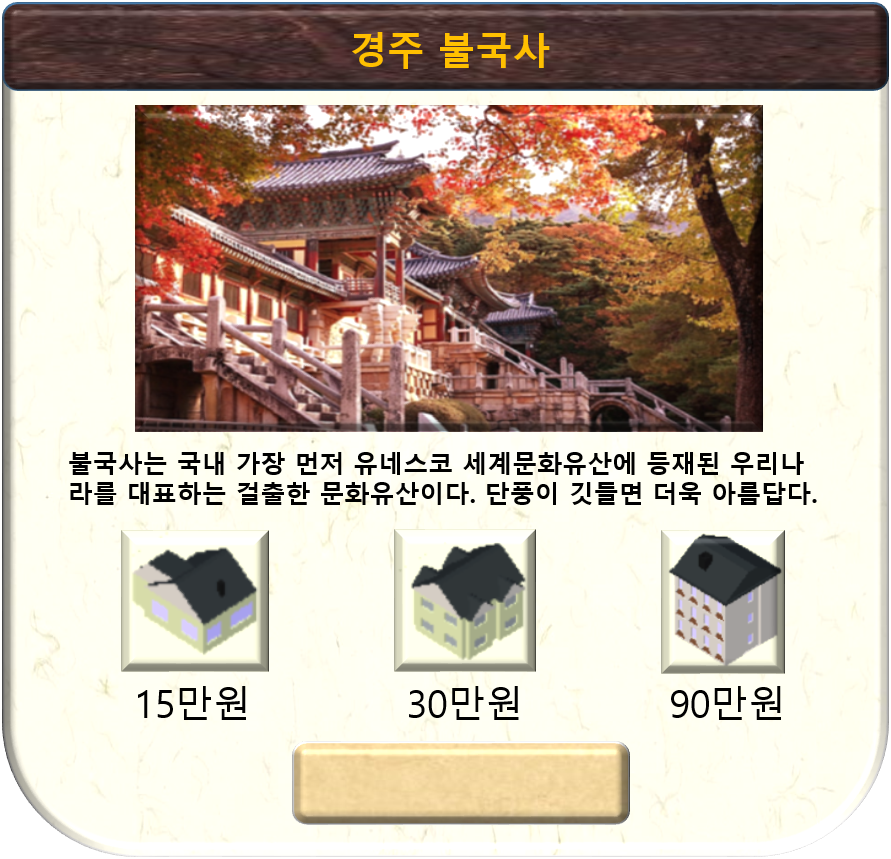 경주 불국사
불국사는 국내 가장 먼저 유네스코 세계문화유산에 등재된 우리나
라를 대표하는 걸출한 문화유산이다. 단풍이 깃들면 더욱 아름답다.
15만원 30만원 90만원